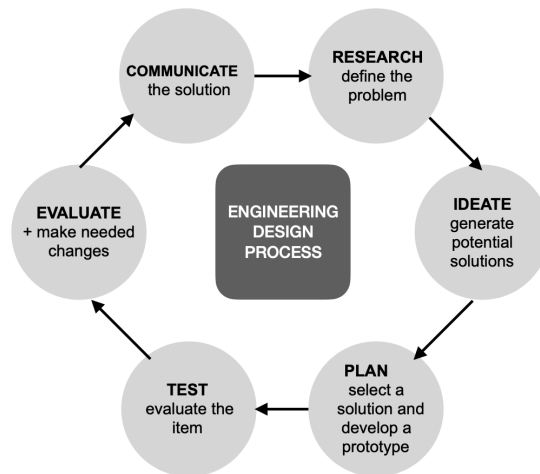 COMMUNICATE
the solution
RESEARCH
define the
problem
EVALUATE
+ make needed
changes
ENGINEERING
DESIGN
PROCESS
IDEATE
generate
potential
solutions
TEST
evaluate the
item
PLAN
select a
solution and
develop a
prototype